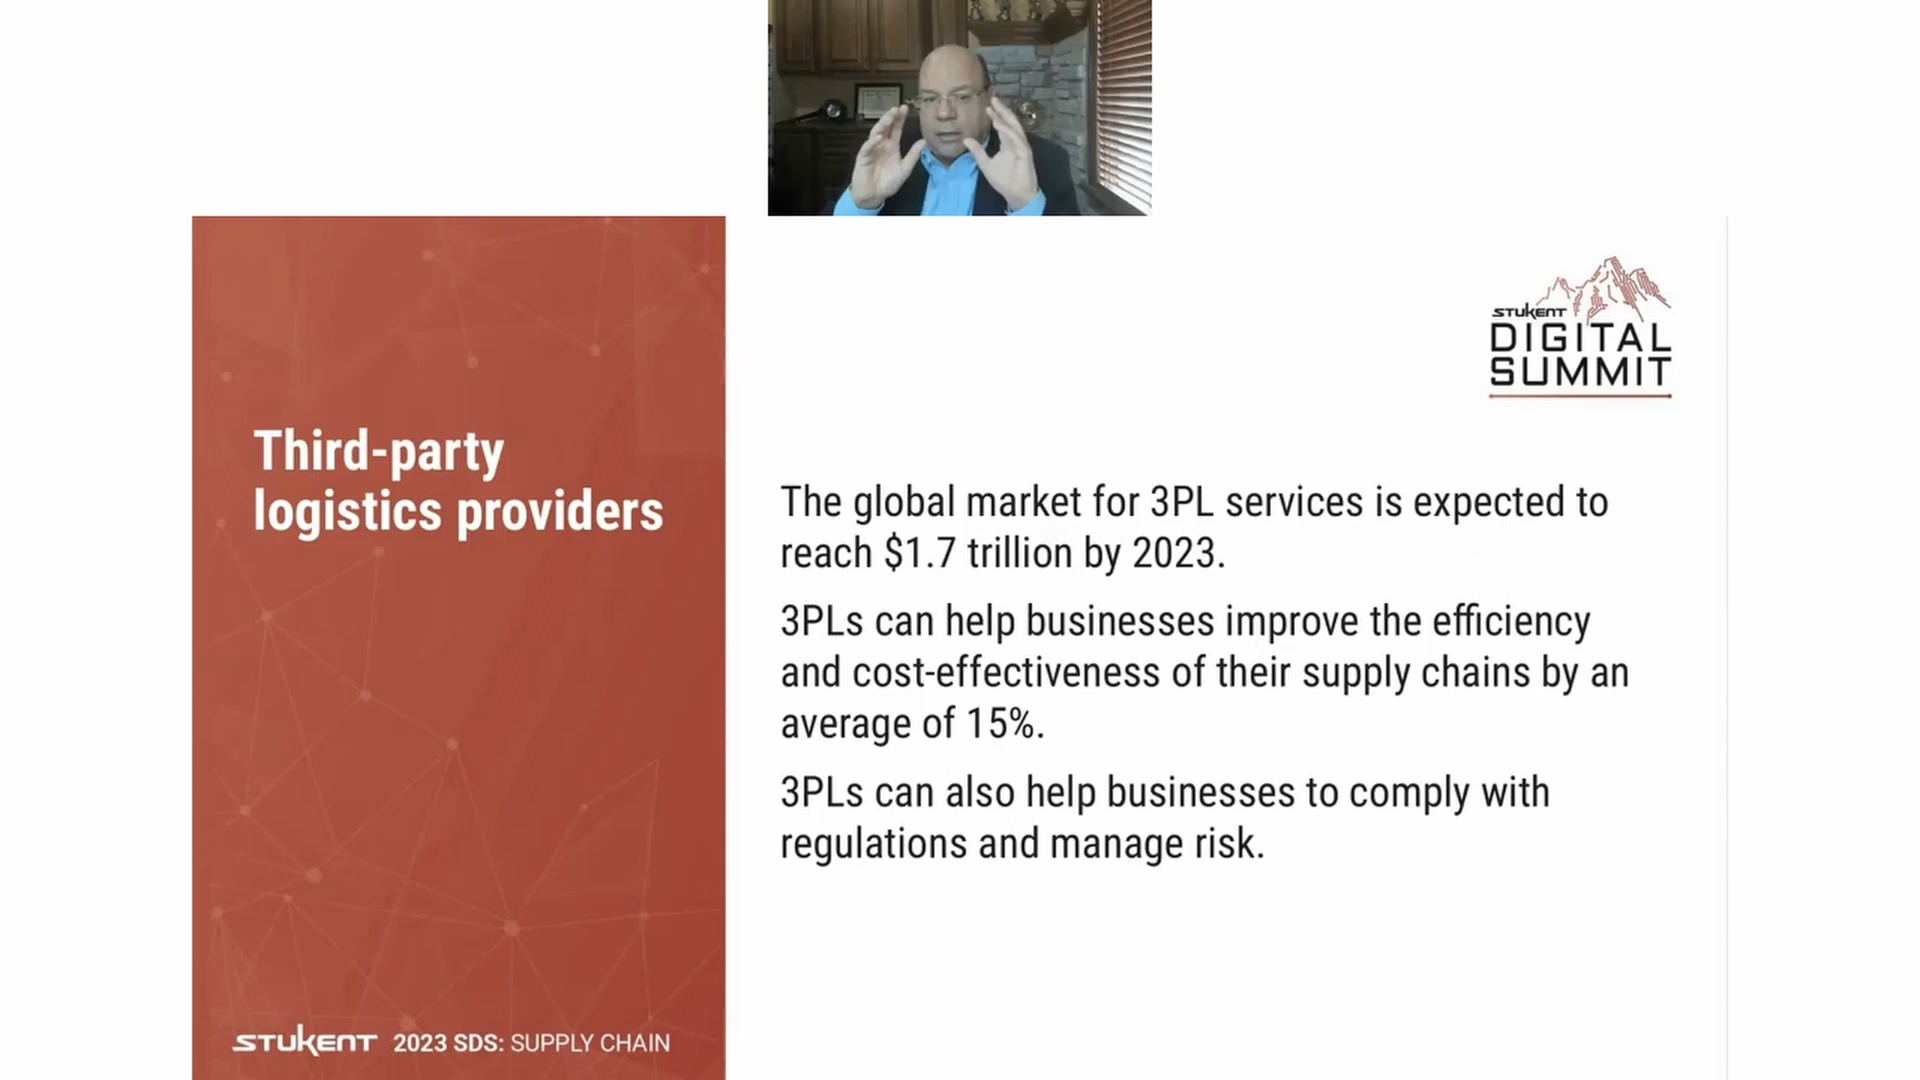 Third-party
logistics providers
STUKENT
DIGITAL
SUMMIT
The global market for 3PL services is expected to
reach $1.7 trillion by 2023.
3PLs can help businesses improve the efficiency
and cost-effectiveness of their supply chains by an
average of 15%.
3PLs can also help businesses to comply with
regulations and manage risk.
STUKENT 2023 SDS: SUPPLY CHAIN